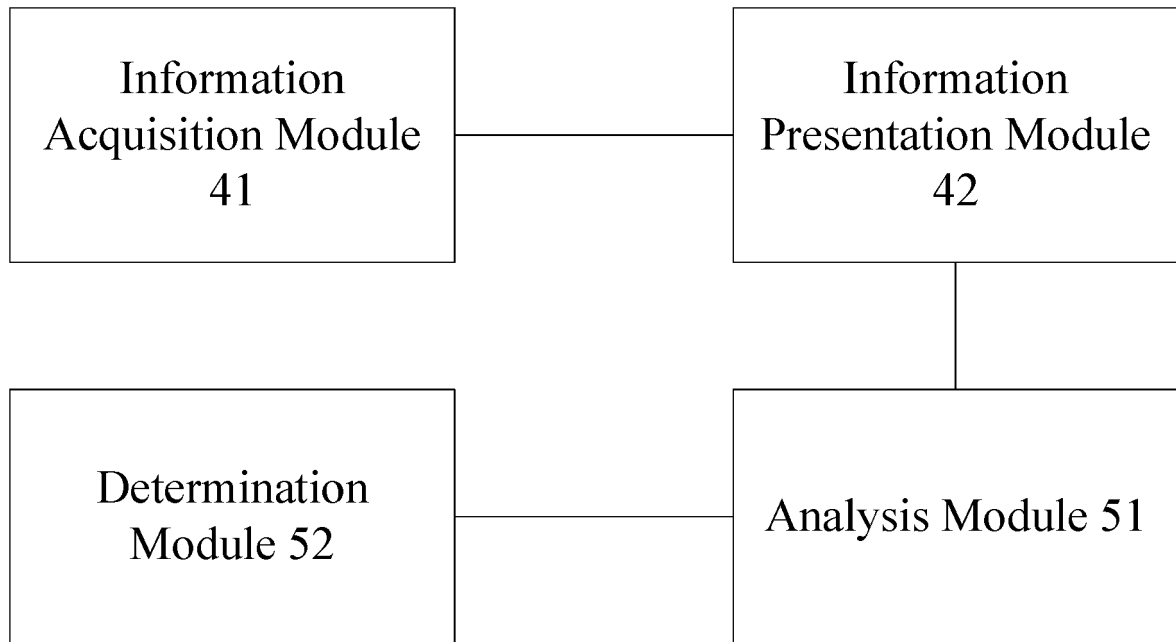 Information
Acquisition Module
41
Information
Presentation Module
42
Determination
Module 52
Analysis Module 51